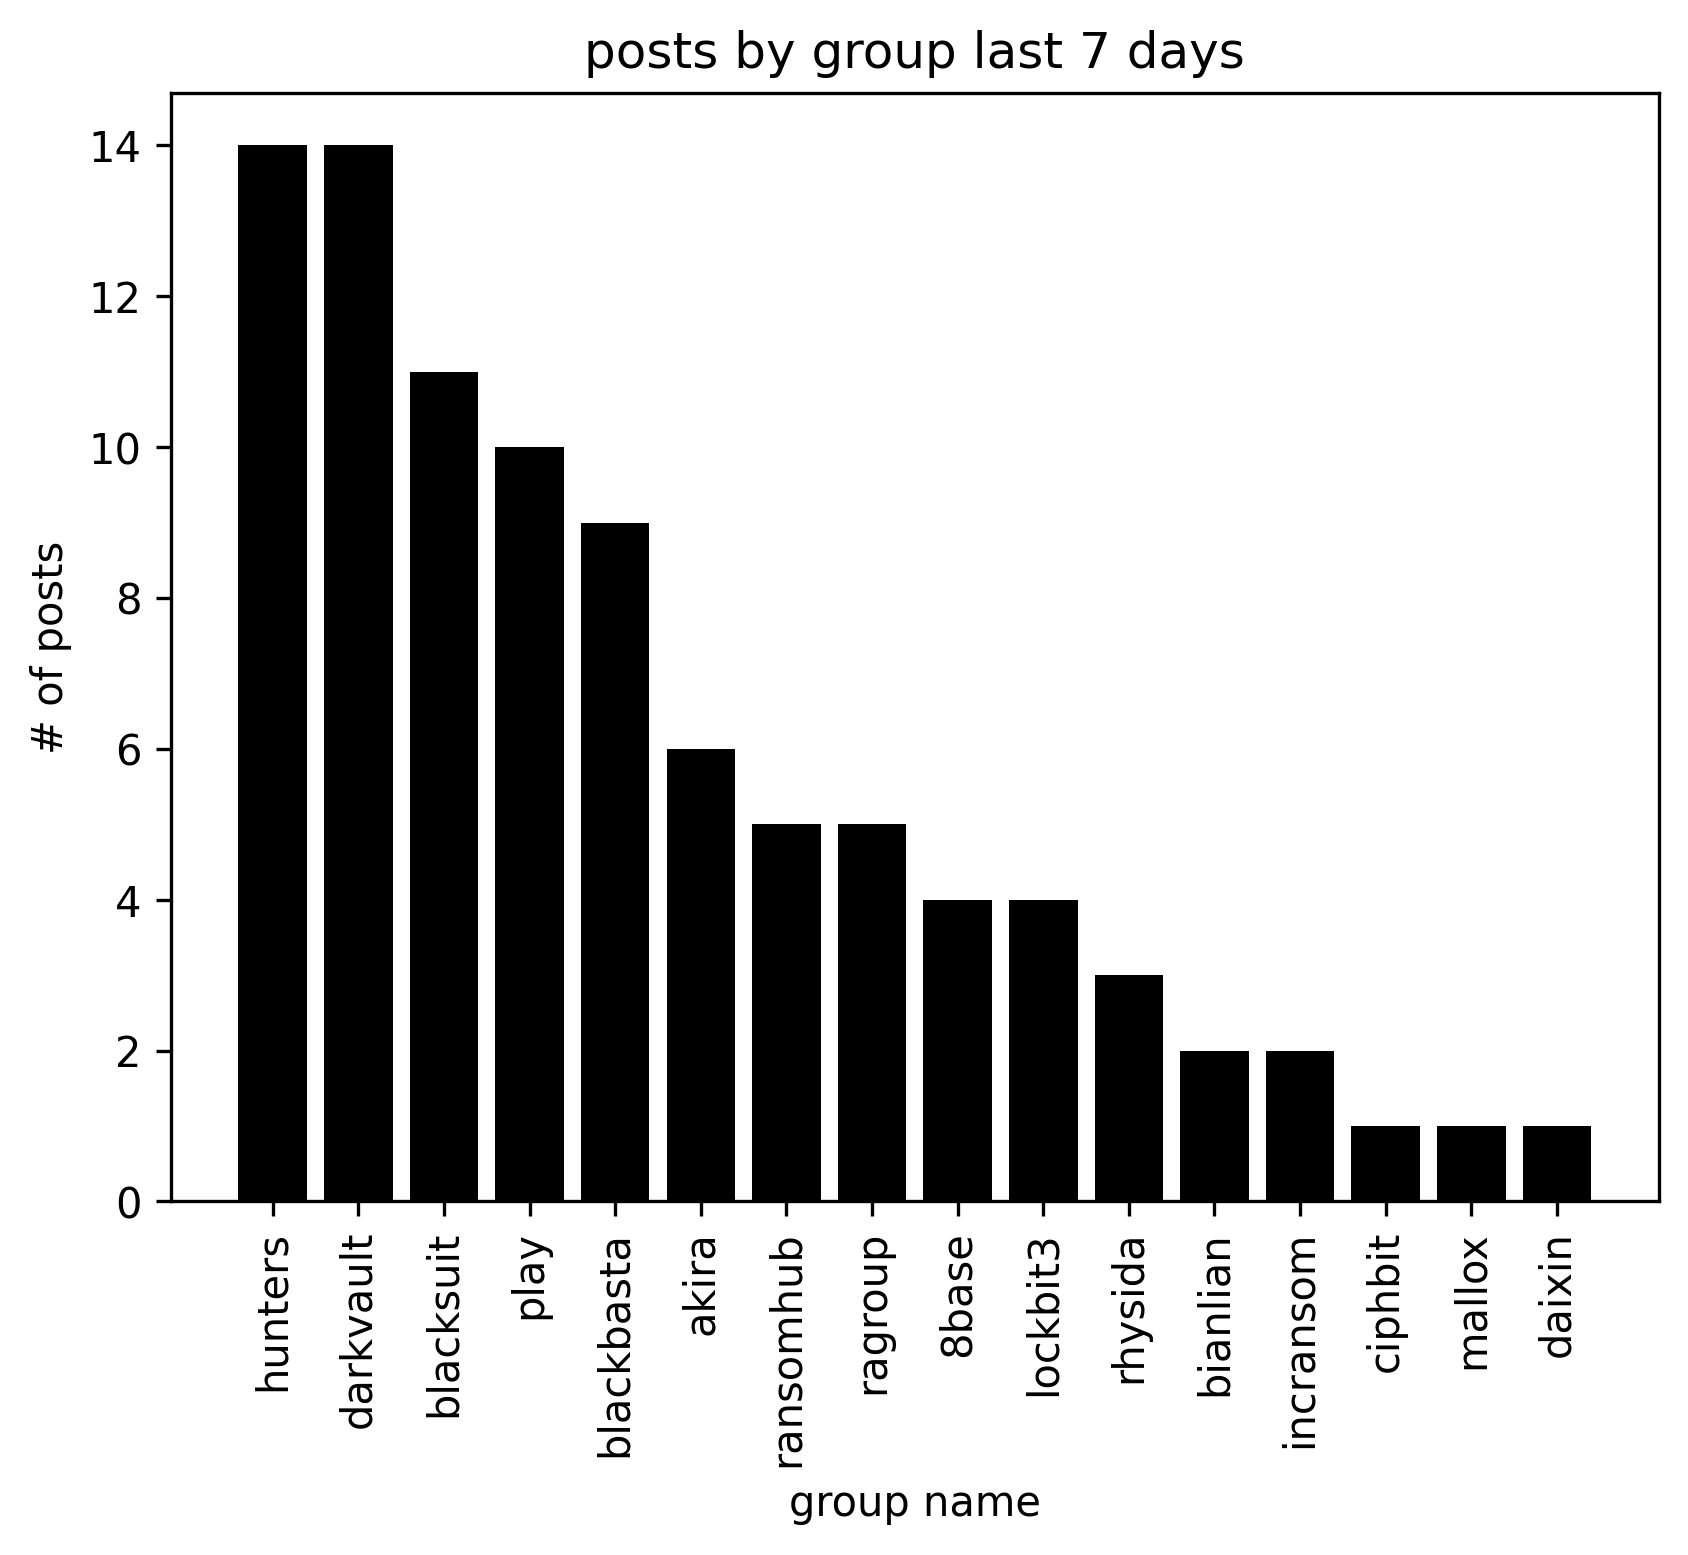 posts by group last 7 days
14
12
10
8
6
4
2
0
# of posts
hunters
darkvault
blacksuit
play
blackbasta
akira
ransomhub
ragroup
8base
lockbit3
rhysida
bianlian
incransom
ciphbit
mallox
daixin
group name